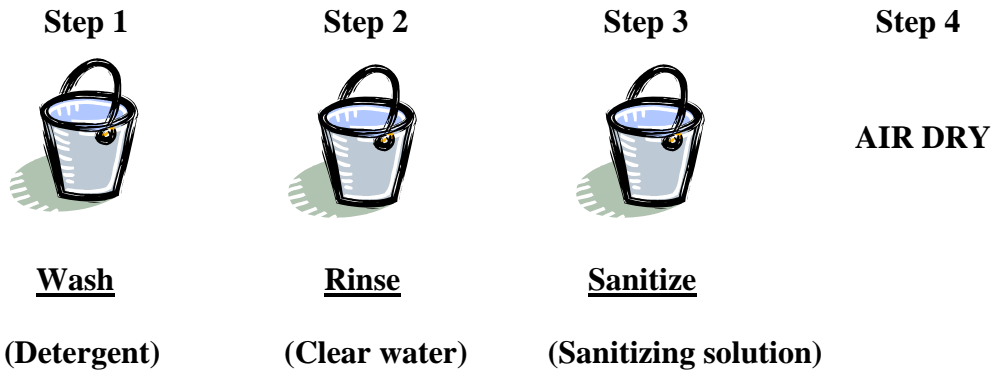 Step 1 Step 2 Step 3 Step 4
AIR DRY
Wash Rinse Sanitize
(Detergent) (Clear water) (Sanitizing solution)